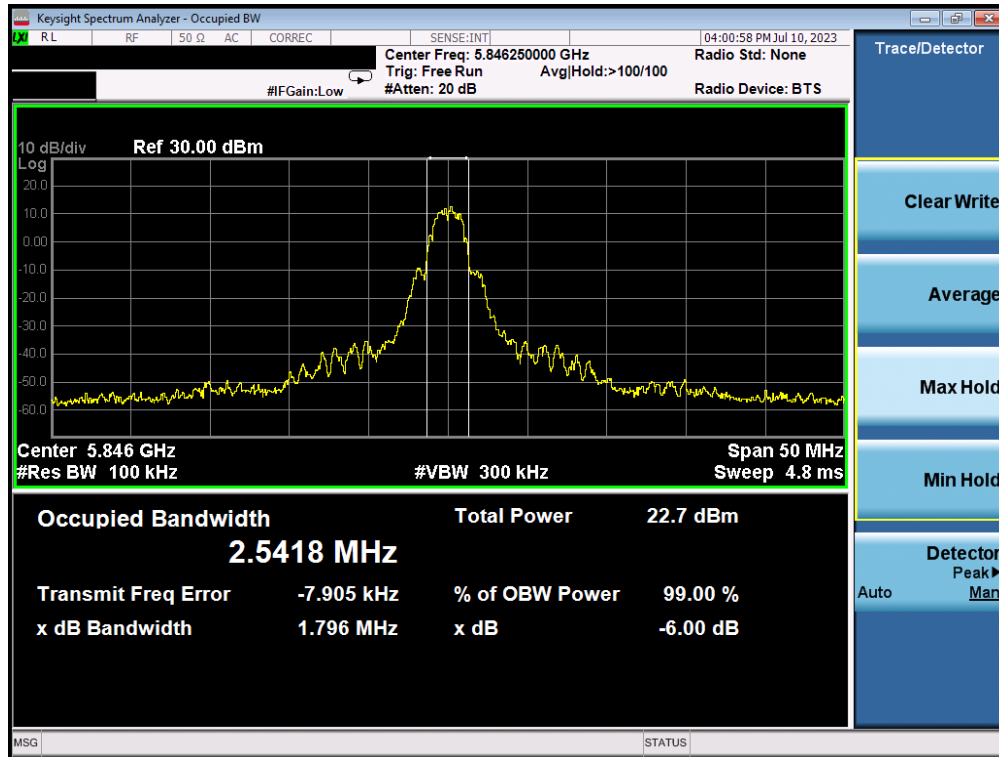 Keysight Spectrum Analyzer - Occupied BW
LXI RL RF 50 Ω AC CORREC SENSE:INT 04:00:58 PM Jul 10, 2023
Center Freq: 5.846250000 GHz Radio Std: None
Trig: Free Run Avg|Hold:>100/100
#IFGain:Low #Atten: 20 dB Radio Device: BTS
Trace/Detector
10 dB/div Ref 30.00 dBm
Log
20.0
10.0
0.00
-10.0
-20.0
-30.0
-40.0
-50.0
-60.0
Center 5.846 GHz Span 50 MHz
#Res BW 100 kHz #VBW 300 kHz Sweep 4.8 ms
Occupied Bandwidth Total Power 22.7 dBm
2.5418 MHz
Transmit Freq Error -7.905 kHz % of OBW Power 99.00 %
x dB Bandwidth 1.796 MHz x dB -6.00 dB
Clear Write
Average
Max Hold
Min Hold
Detector
Peak▶
Auto Man
MSG STATUS